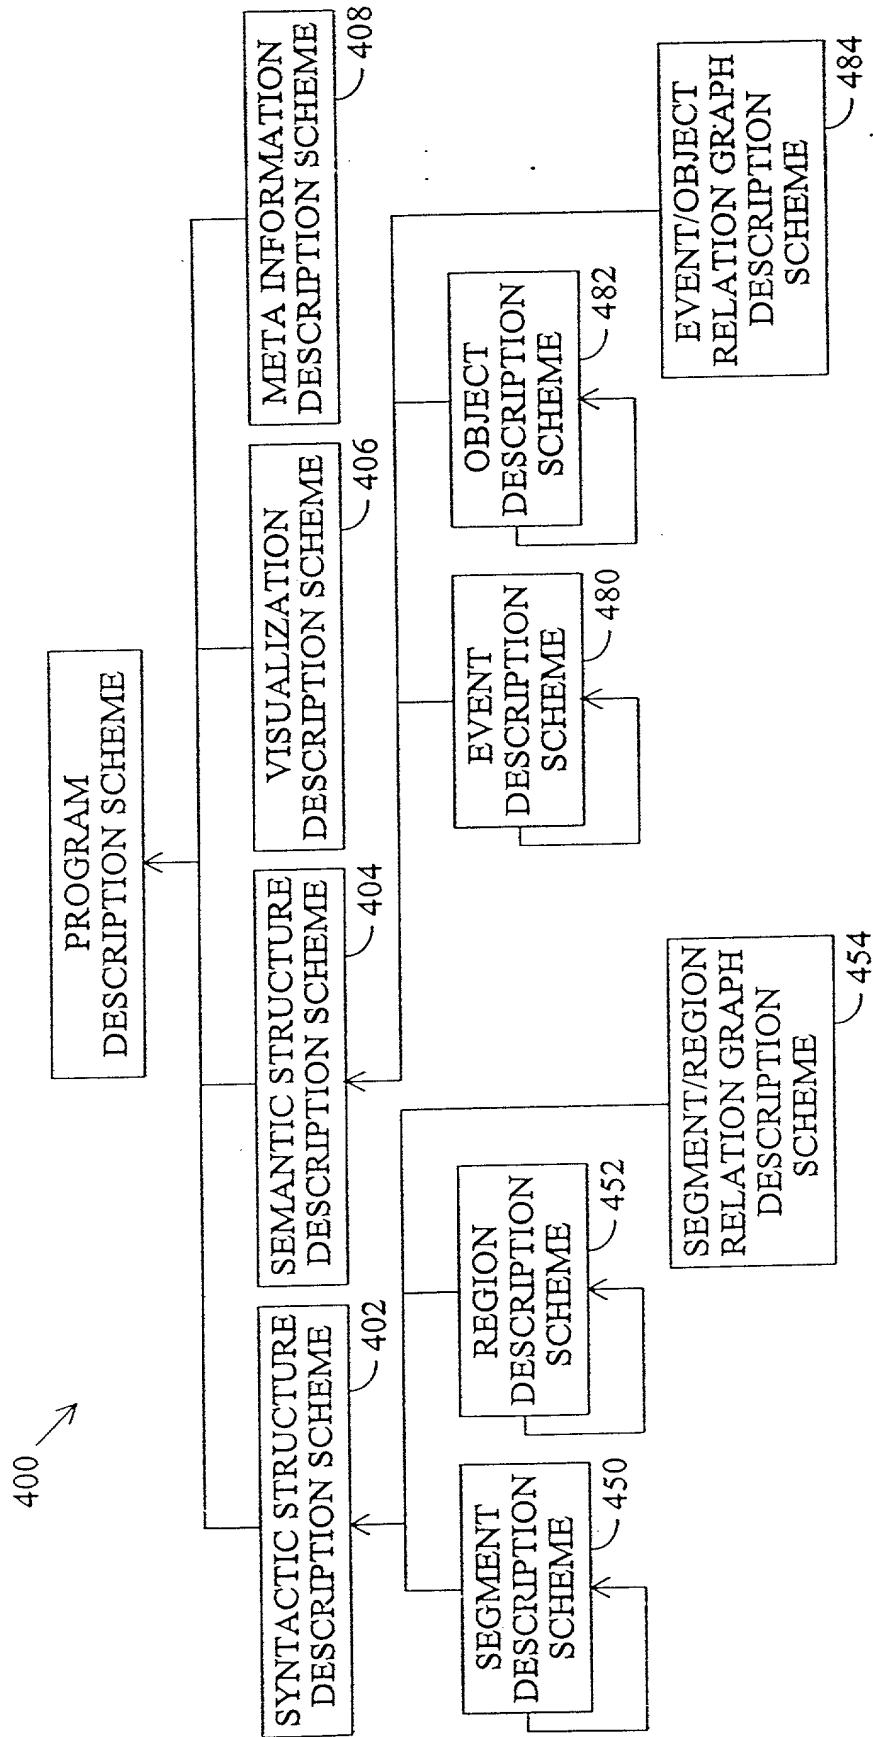 400
PROGRAM
DESCRIPTION SCHEME
SYNTACTIC STRUCTURE
DESCRIPTION SCHEME
402
SEMANTIC STRUCTURE
DESCRIPTION SCHEME
404
VISUALIZATION
DESCRIPTION SCHEME
406
META INFORMATION
DESCRIPTION SCHEME
408
SEGMENT
DESCRIPTION
SCHEME
450
REGION
DESCRIPTION
SCHEME
452
SEGMENT/REGION
RELATION GRAPH
DESCRIPTION
SCHEME
454
EVENT
DESCRIPTION
SCHEME
480
OBJECT
DESCRIPTION
SCHEME
482
EVENT/OBJECT
RELATION GRAPH
DESCRIPTION
SCHEME
484